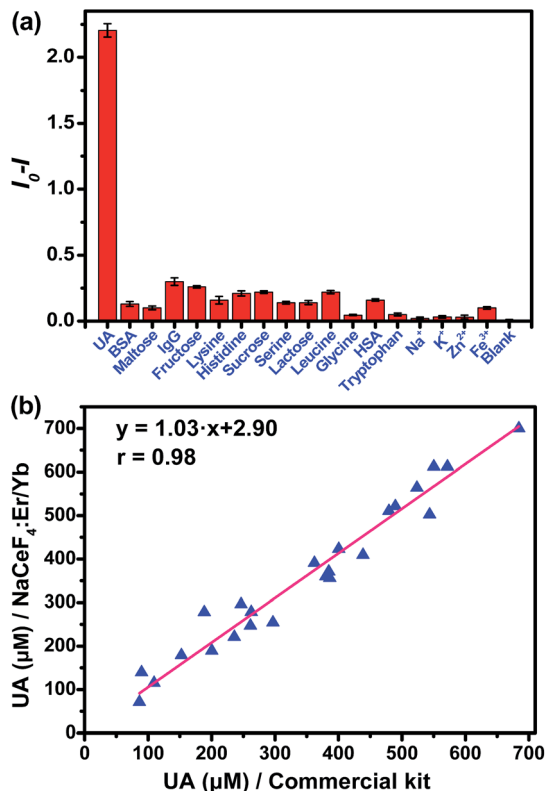 (a)
2.0
1.5
1.0
0.5
0.0
I₀-I
UA
BSA
Maltose
IgG
Fructose
Lysine
Histidine
Sucrose
Serine
Lactose
Leucine
Glycine
HSA
Tryptophan
Na⁺
K⁺
Zn²⁺
Fe³⁺
Blank
(b)
y = 1.03·x+2.90
r = 0.98
700
600
500
400
300
200
100
0
UA (μM) / NaCeF₄:Er/Yb
0 100 200 300 400 500 600 700
UA (μM) / Commercial kit